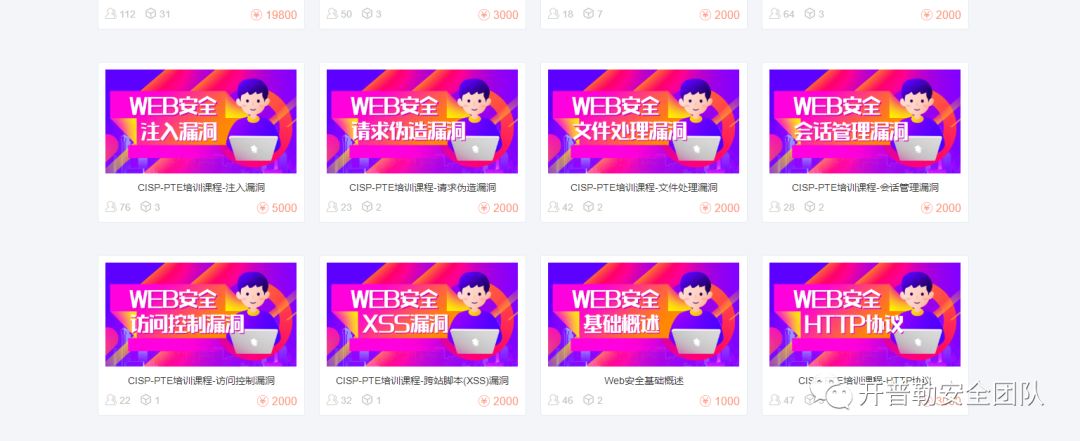 112 31 ¥ 19800
50 3 ¥ 3000
18 7 ¥ 2000
64 3 ¥ 2000
WEB安全
注入漏洞
CISP-PTE培训课程-注入漏洞
76 3 ¥ 5000
WEB安全
请求伪造漏洞
CISP-PTE培训课程-请求伪造漏洞
23 2 ¥ 2000
WEB安全
文件处理漏洞
CISP-PTE培训课程-文件处理漏洞
42 2 ¥ 2000
WEB安全
会话管理漏洞
CISP-PTE培训课程-会话管理漏洞
28 2 ¥ 2000
WEB安全
访问控制漏洞
CISP-PTE培训课程-访问控制漏洞
22 1 ¥ 2000
WEB安全
XSS漏洞
CISP-PTE培训课程-跨站脚本(XSS)漏洞
32 1 ¥ 2000
WEB安全
基础概述
Web安全基础概述
46 2 ¥ 1000
WEB安全
HTTP协议
CISP-PTE培训课程-HTTP协议
47
开普勒安全团队